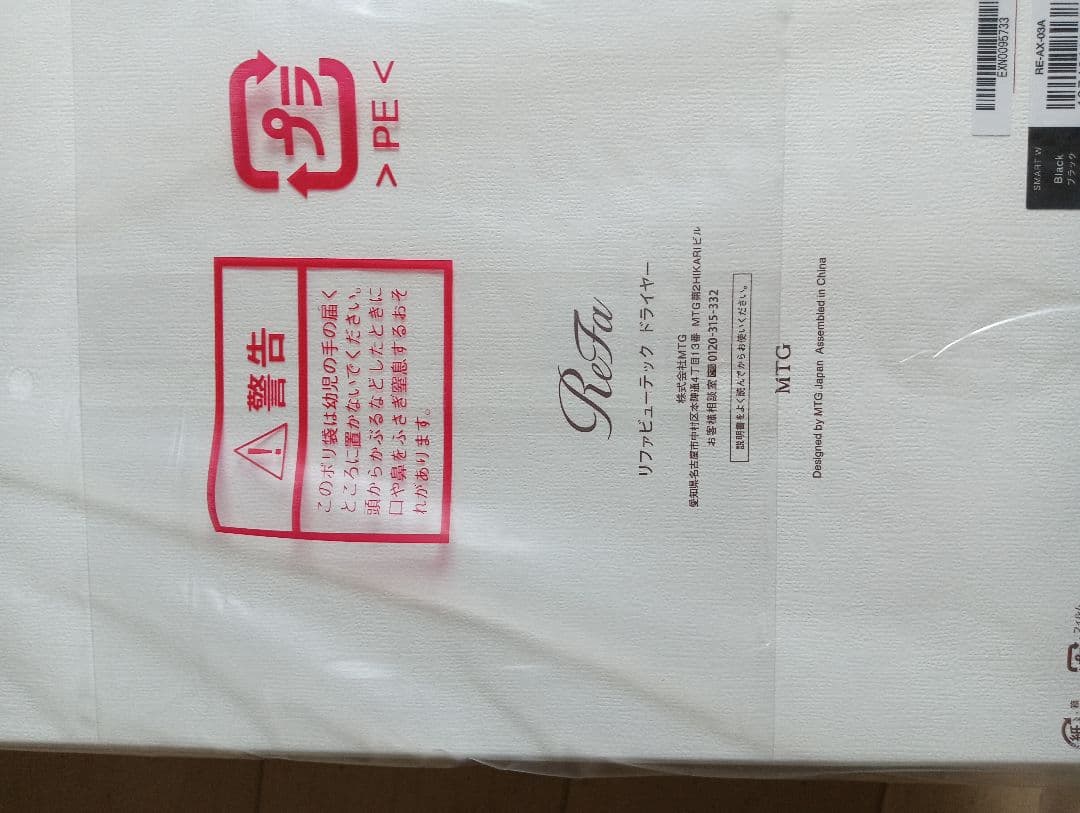 プラ
>PE<
警告
このポリ袋は幼児の手の届く
ところに置かないでください。
頭からかぶるなどしたときに
口や鼻をふさぎ窒息するおそ
れがあります。
ReFa
リファビューテック ドライヤー
株式会社MTG
愛知県名古屋市中村区本陣通4丁目13番 MTG第2HIKARIビル
お客様相談室 0120-315-332
説明書をよく読んでからお使いください。
MTG
Designed by MTG Japan Assembled in China
EXN0095733
RE-AX-03A
SMART W
Black
ブラック
紙
箱
フィルム